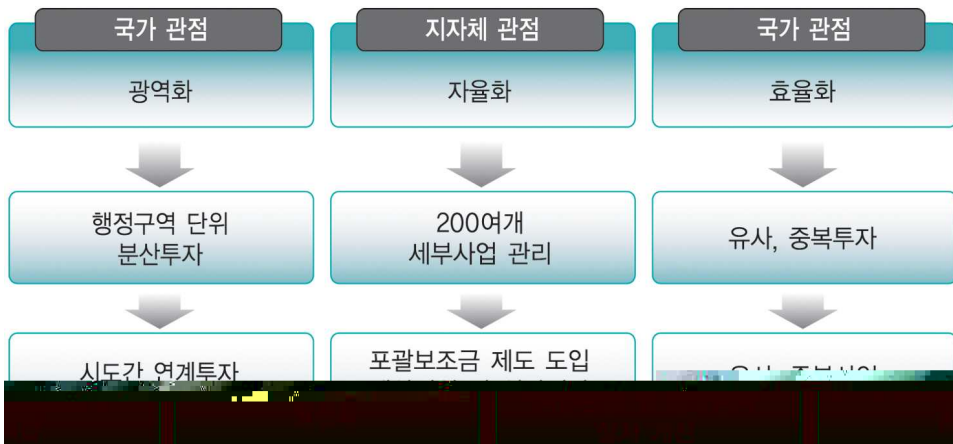 국가 관점
광역화
행정구역 단위
분산투자
시도간 연계투자
지자체 관점
자율화
200여개
세부사업 관리
포괄보조금 제도 도입
국가 관점
효율화
유사, 중복투자